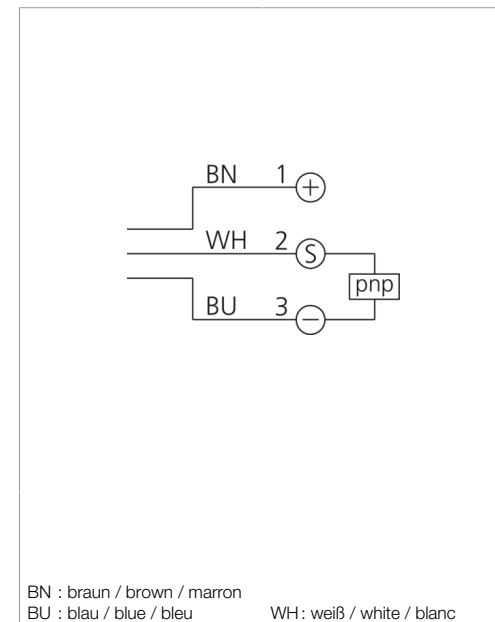 BN 1 +
WH 2 S
pnp
BU 3 −
BN : braun / brown / marron
BU : blau / blue / bleu WH : weiß / white / blanc